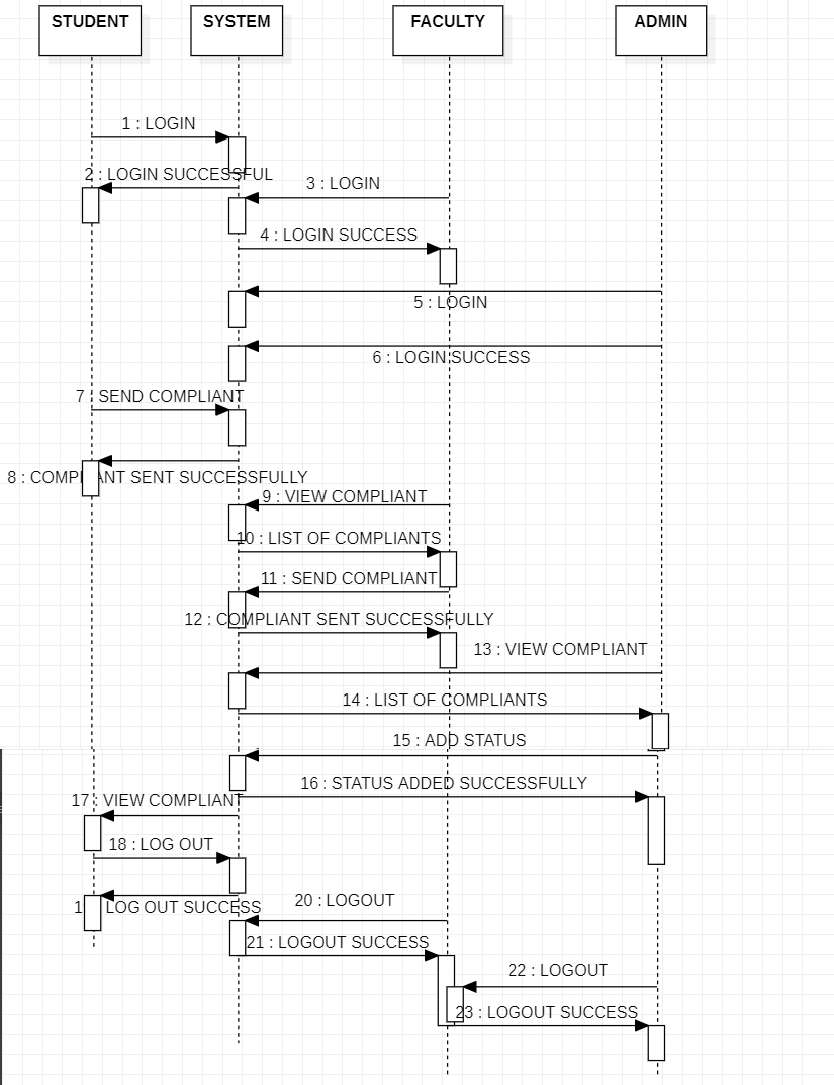 STUDENT
SYSTEM
FACULTY
ADMIN
1 : LOGIN
2 : LOGIN SUCCESSFUL
3 : LOGIN
4 : LOGIN SUCCESS
5 : LOGIN
6 : LOGIN SUCCESS
7 : SEND COMPLIANT
8 : COMPLIANT SENT SUCCESSFULLY
9 : VIEW COMPLIANT
10 : LIST OF COMPLIANTS
11 : SEND COMPLIANT
12 : COMPLIANT SENT SUCCESSFULLY
13 : VIEW COMPLIANT
14 : LIST OF COMPLIANTS
15 : ADD STATUS
16 : STATUS ADDED SUCCESSFULLY
17 : VIEW COMPLIANT
18 : LOG OUT
1 LOG OUT SUCCESS
20 : LOGOUT
21 : LOGOUT SUCCESS
22 : LOGOUT
23 : LOGOUT SUCCESS